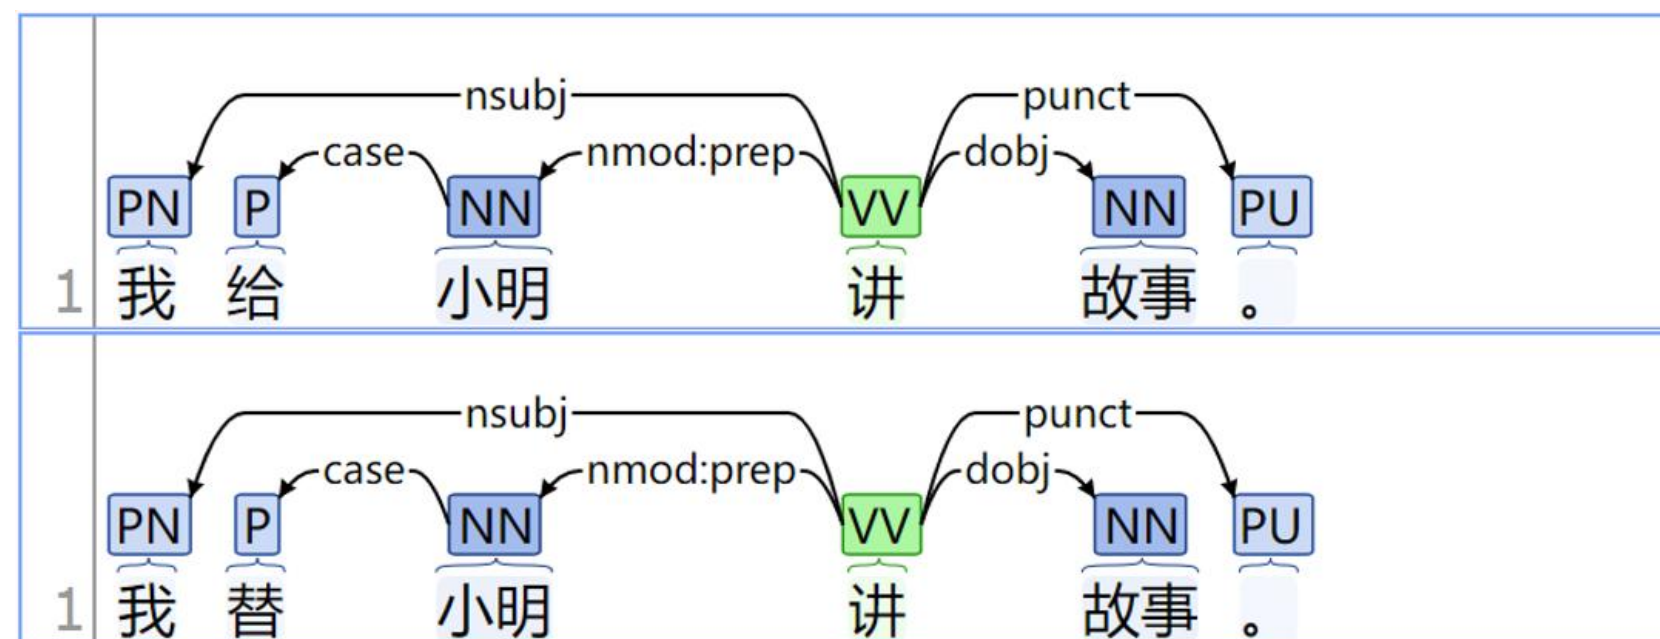 nsubj punct
case nmod:prep dobj
PN P NN VV NN PU
1 我 给 小明 讲 故事 。
nsubj punct
case nmod:prep dobj
PN P NN VV NN PU
1 我 替 小明 讲 故事 。